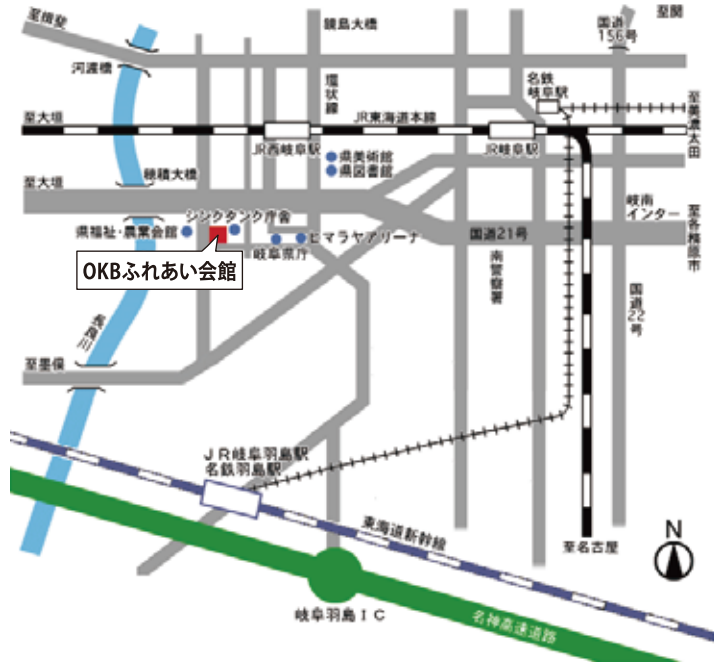 至揖斐
鏡島大橋
国道
156号
至関
河渡橋
環状線
名鉄
岐阜駅
至大垣
JR東海道本線
至美濃太田
JR西岐阜駅
JR岐阜駅
県美術館
県図書館
穂積大橋
至大垣
岐南
インター
シンクタンク庁舎
県福祉・農業会館
ヒマラヤアリーナ
国道21号
至各務原市
岐阜県庁
OKBふれあい会館
南警察署
国道22号
長良川
至墨俣
JR岐阜羽島駅
名鉄羽島駅
東海道新幹線
至名古屋
N
岐阜羽島IC
名神高速道路